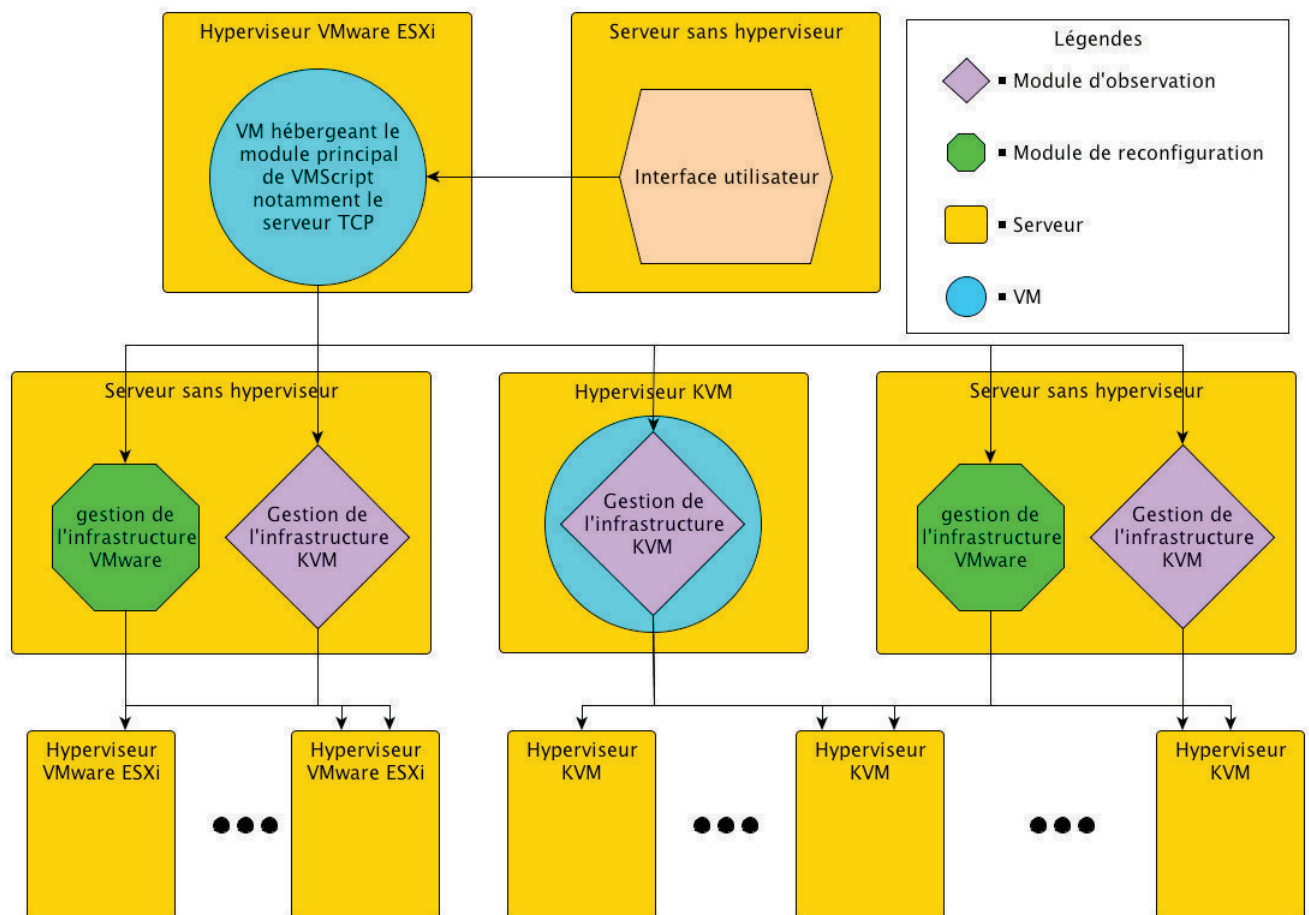 Hyperviseur VMware ESXi
VM hébergeant le
module principal
de VMScript
notamment le
serveur TCP
Serveur sans hyperviseur
Interface utilisateur
Légendes
Module d'observation
Module de reconfiguration
Serveur
VM
Serveur sans hyperviseur
gestion de
l'infrastructure
VMware
Gestion de
l'infrastructure
KVM
Hyperviseur KVM
Gestion de
l'infrastructure
KVM
Serveur sans hyperviseur
gestion de
l'infrastructure
VMware
Gestion de
l'infrastructure
KVM
Hyperviseur
VMware ESXi
Hyperviseur
VMware ESXi
Hyperviseur
KVM
Hyperviseur
KVM
Hyperviseur
KVM